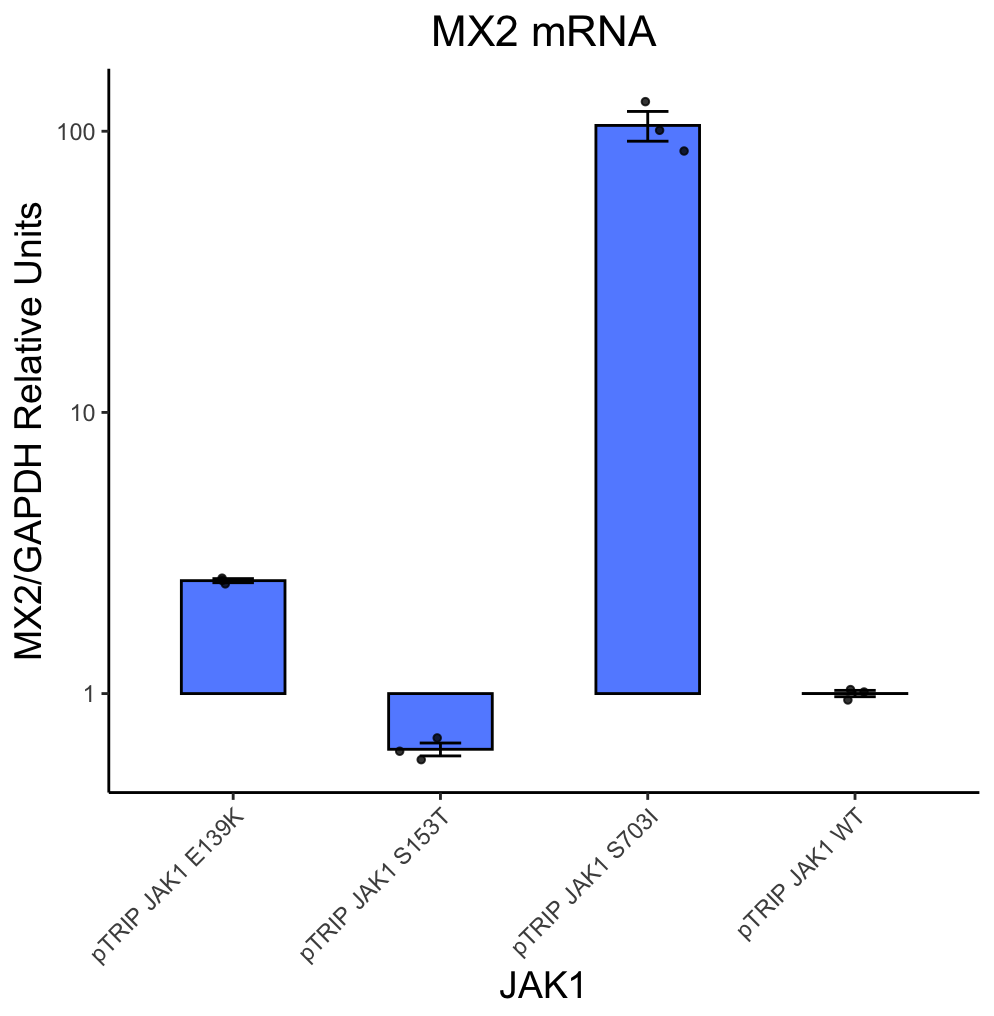 MX2 mRNA
MX2/GAPDH Relative Units
100
10
1
pTRIP JAK1 E139K
pTRIP JAK1 S153T
pTRIP JAK1 S703I
pTRIP JAK1 WT
JAK1